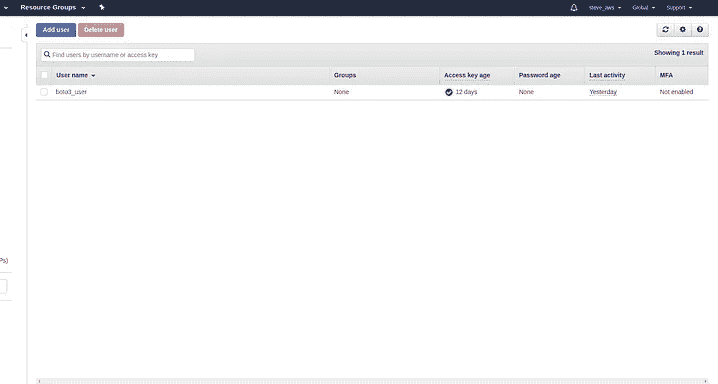 Resource Groups steve_aws Global Support
Add user Delete user
Find users by username or access key Showing 1 result
User name Groups Access key age Password age Last activity MFA
boto3_user None 12 days None Yesterday Not enabled
Ps)